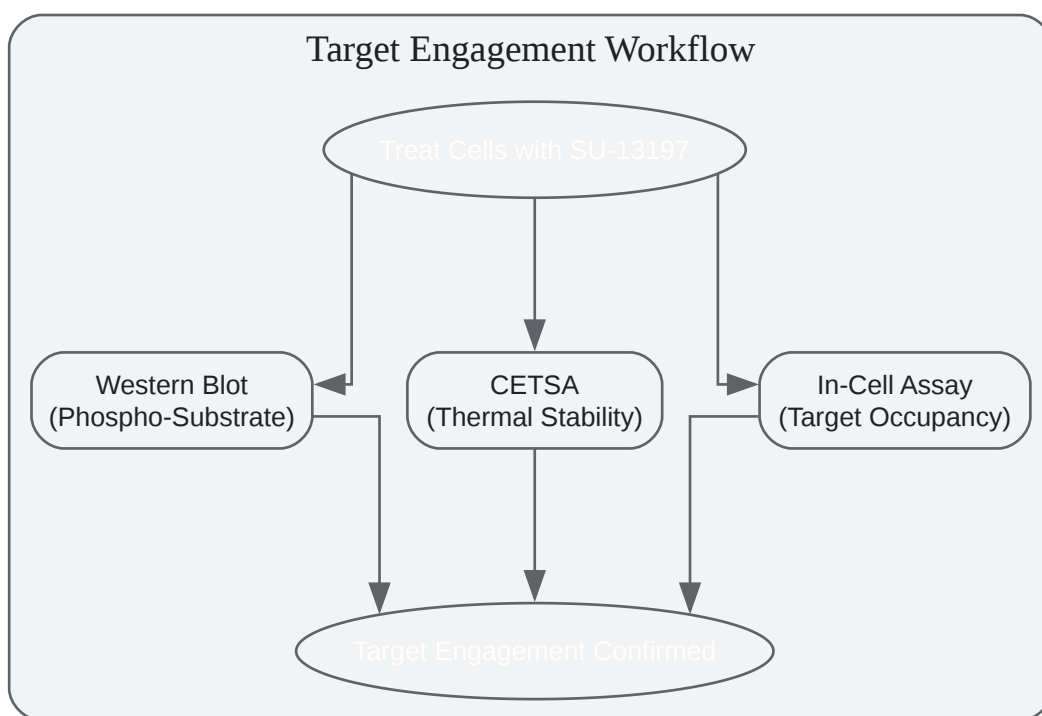 Target Engagement Workflow
Treat Cells with SU-13197
Western Blot
(Phospho-Substrate)
CETSA
(Thermal Stability)
In-Cell Assay
(Target Occupancy)
Target Engagement Confirmed